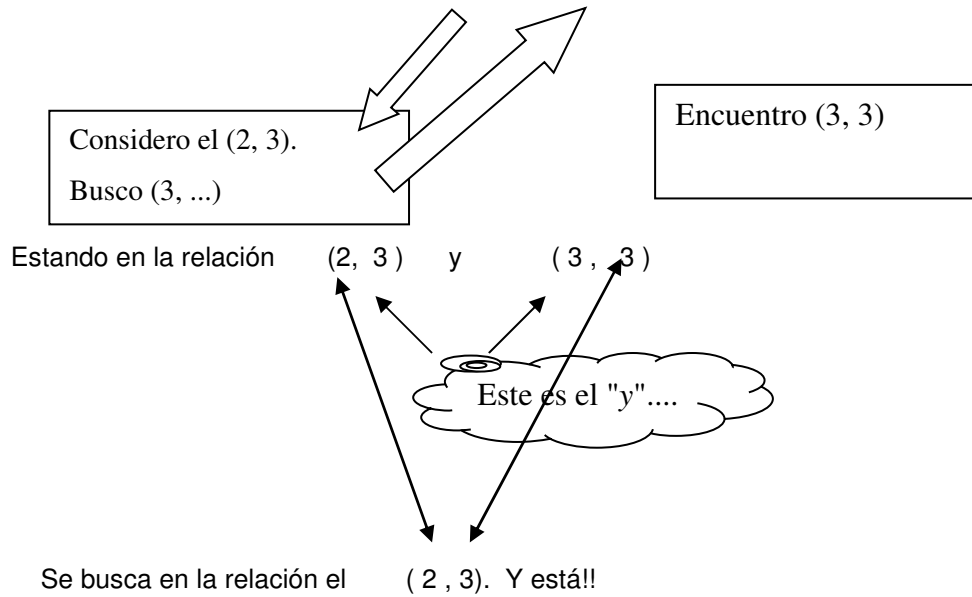 Considero el (2, 3).
Busco (3, ...)
Encuentro (3, 3)
Estando en la relación (2, 3 ) y ( 3 , 3 )
Este es el "y"....
Se busca en la relación el ( 2 , 3). Y está!!